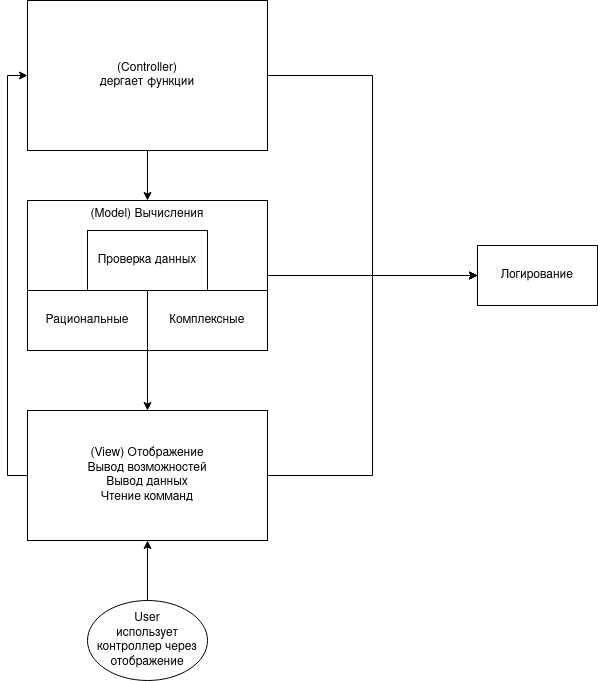 (Controller)
дергает функции
(Model) Вычисления
Проверка данных
Рациональные
Комплексные
Логирование
(View) Отображение
Вывод возможностей
Вывод данных
Чтение комманд
User
использует
контроллер через
отображение